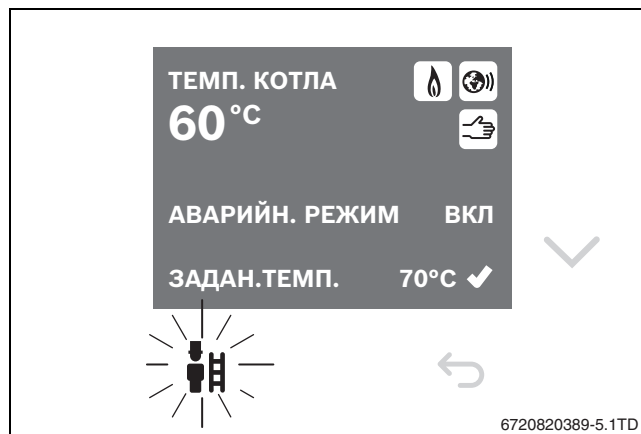 ТЕМП. КОТЛА
60°C
АВАРИЙН. РЕЖИМ ВКЛ
ЗАДАН.ТЕМП. 70°C
6720820389-5.1TD